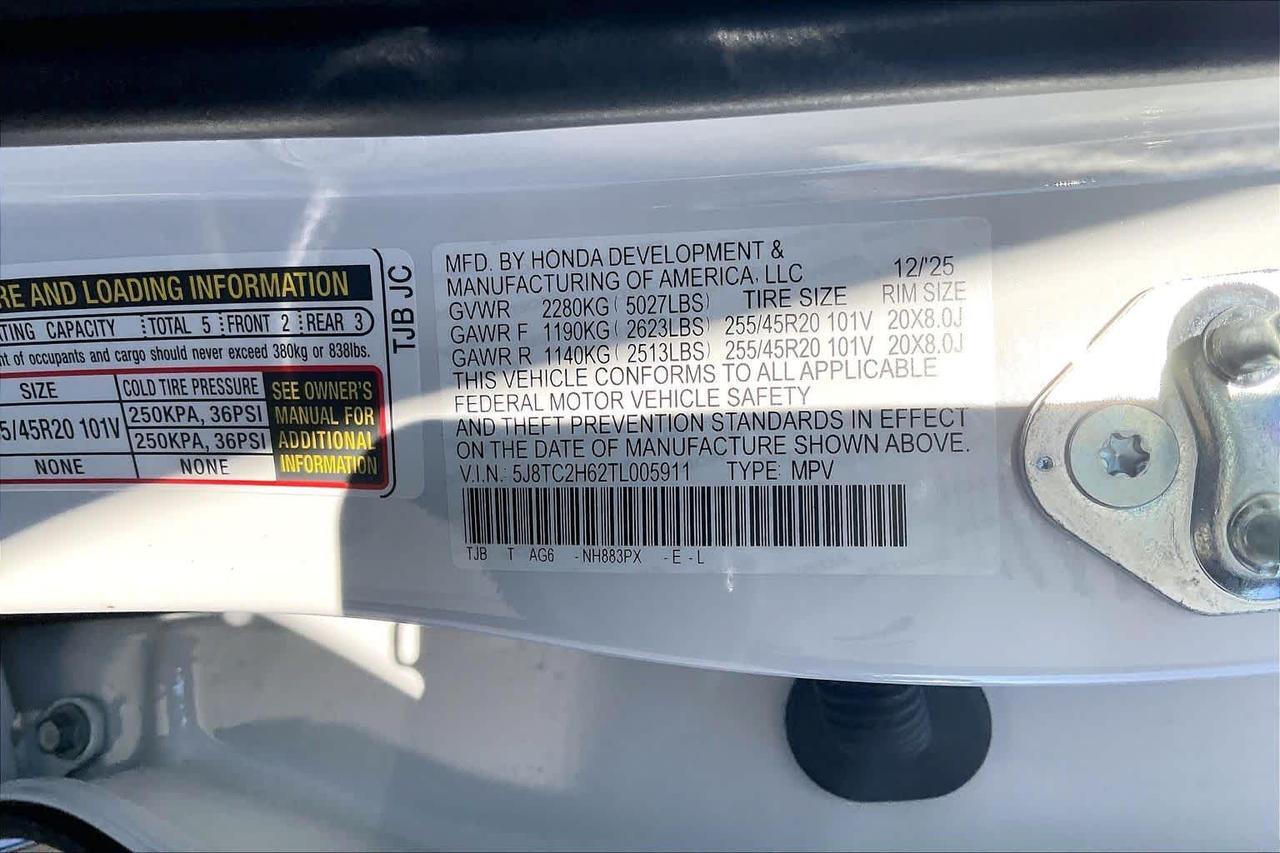 RE AND LOADING INFORMATION
TING CAPACITY TOTAL 5 FRONT 2 REAR 3
nt of occupants and cargo should never exceed 380kg or 838lbs.
SIZE COLD TIRE PRESSURE SEE OWNER'S MANUAL FOR ADDITIONAL INFORMATION
5/45R20 101V 250KPA, 36PSI
250KPA, 36PSI
NONE NONE
TJB JC
MFD. BY HONDA DEVELOPMENT &
MANUFACTURING OF AMERICA, LLC 12/'25
GVWR 2280KG ( 5027LBS) TIRE SIZE RIM SIZE
GAWR F 1190KG ( 2623LBS) 255/45R20 101V 20X8.0J
GAWR R 1140KG ( 2513LBS) 255/45R20 101V 20X8.0J
THIS VEHICLE CONFORMS TO ALL APPLICABLE
FEDERAL MOTOR VEHICLE SAFETY
AND THEFT PREVENTION STANDARDS IN EFFECT
ON THE DATE OF MANUFACTURE SHOWN ABOVE.
V.I.N.: 5J8TC2H62TL005911 TYPE: MPV
TJB T AG6 -NH883PX -E -L